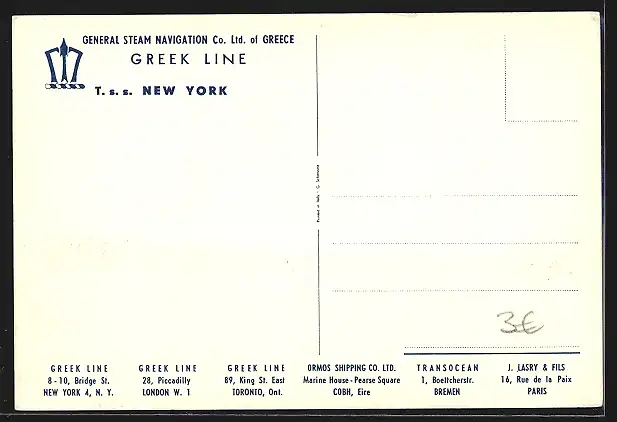 GENERAL STEAM NAVIGATION Co. Ltd. of GREECE
GREEK LINE
T. s. s. NEW YORK
3€
GREEK LINE
8-10, Bridge St.
NEW YORK 4, N. Y.
GREEK LINE
28, Piccadilly
LONDON W. 1
GREEK LINE
89, King St. East
TORONTO, Ont.
ORMOS SHIPPING CO. LTD.
Marine House - Pearse Square
COBH, Eire
TRANSOCEAN
1, Boettcherstr.
BREMEN
J. LASRY & FILS
16, Rue de la Paix
PARIS